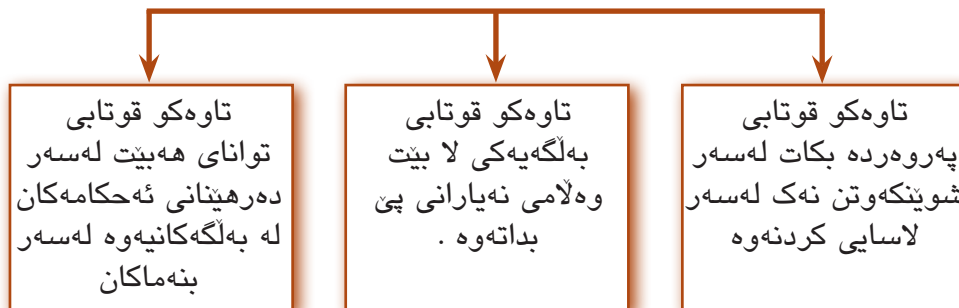 تاوەکو قوتابی
پەروەردە بکات لەسەر
شوێنکەوتن نەک لەسەر
لاسایی کردنەوە
تاوەکو قوتابی
بەڵگەیەکی لا بێت
وەڵامی نەیارانی پێ
بداتەوە .
تاوەکو قوتابی
توانای هەبێت لەسەر
دەرهێنانی ئەحکامەکان
لە بەڵگەکانیەوە لەسەر
بنەماکان